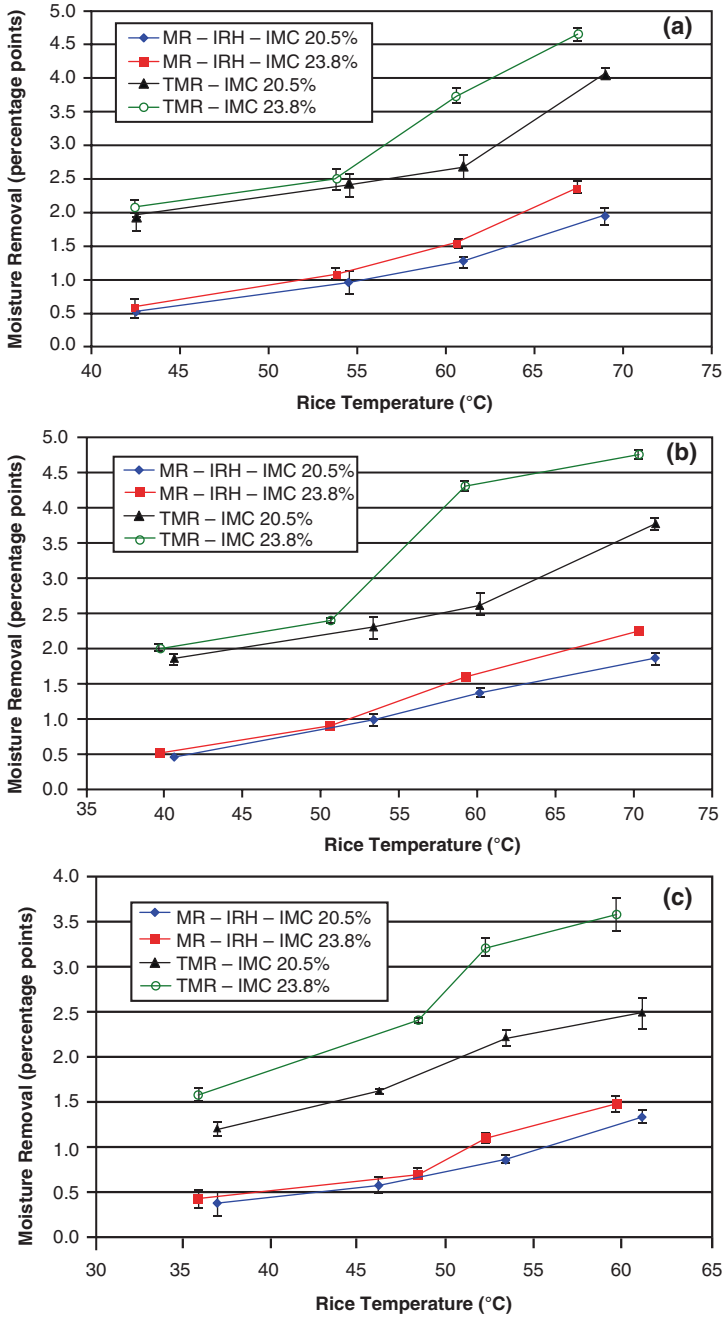 (a)
Moisture Removal (percentage points)
5.0
4.5
4.0
3.5
3.0
2.5
2.0
1.5
1.0
0.5
0.0
MR – IRH – IMC 20.5%
MR – IRH – IMC 23.8%
TMR – IMC 20.5%
TMR – IMC 23.8%
40 45 50 55 60 65 70 75
Rice Temperature (°C)
(b)
Moisture Removal (percentage points)
5.0
4.5
4.0
3.5
3.0
2.5
2.0
1.5
1.0
0.5
0.0
MR – IRH – IMC 20.5%
MR – IRH – IMC 23.8%
TMR – IMC 20.5%
TMR – IMC 23.8%
35 40 45 50 55 60 65 70 75
Rice Temperature (°C)
(c)
Moisture Removal (percentage points)
4.0
3.5
3.0
2.5
2.0
1.5
1.0
0.5
0.0
MR – IRH – IMC 20.5%
MR – IRH – IMC 23.8%
TMR – IMC 20.5%
TMR – IMC 23.8%
30 35 40 45 50 55 60 65
Rice Temperature (°C)